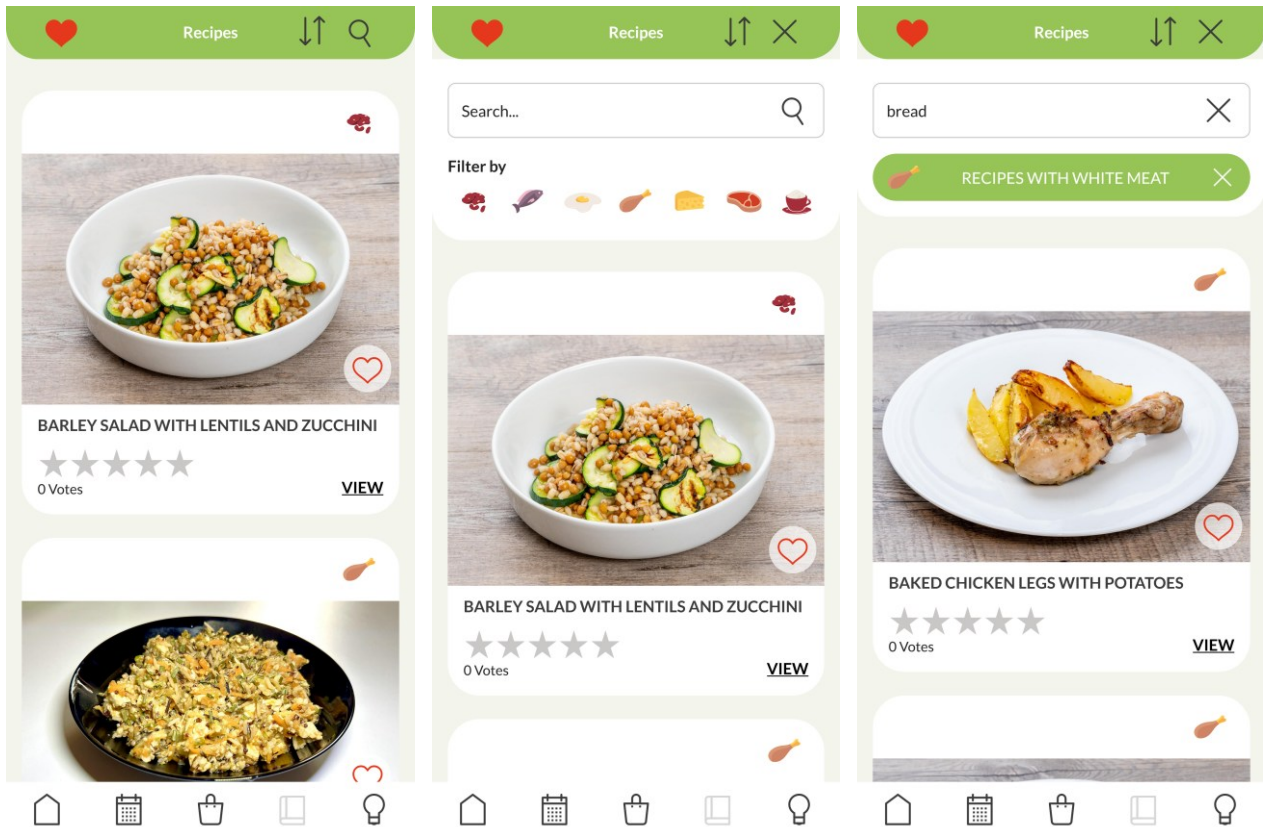 Recipes
BARLEY SALAD WITH LENTILS AND ZUCCHINI
0 Votes
VIEW
Recipes
Search...
Filter by
BARLEY SALAD WITH LENTILS AND ZUCCHINI
0 Votes
VIEW
Recipes
bread
RECIPES WITH WHITE MEAT
BAKED CHICKEN LEGS WITH POTATOES
0 Votes
VIEW